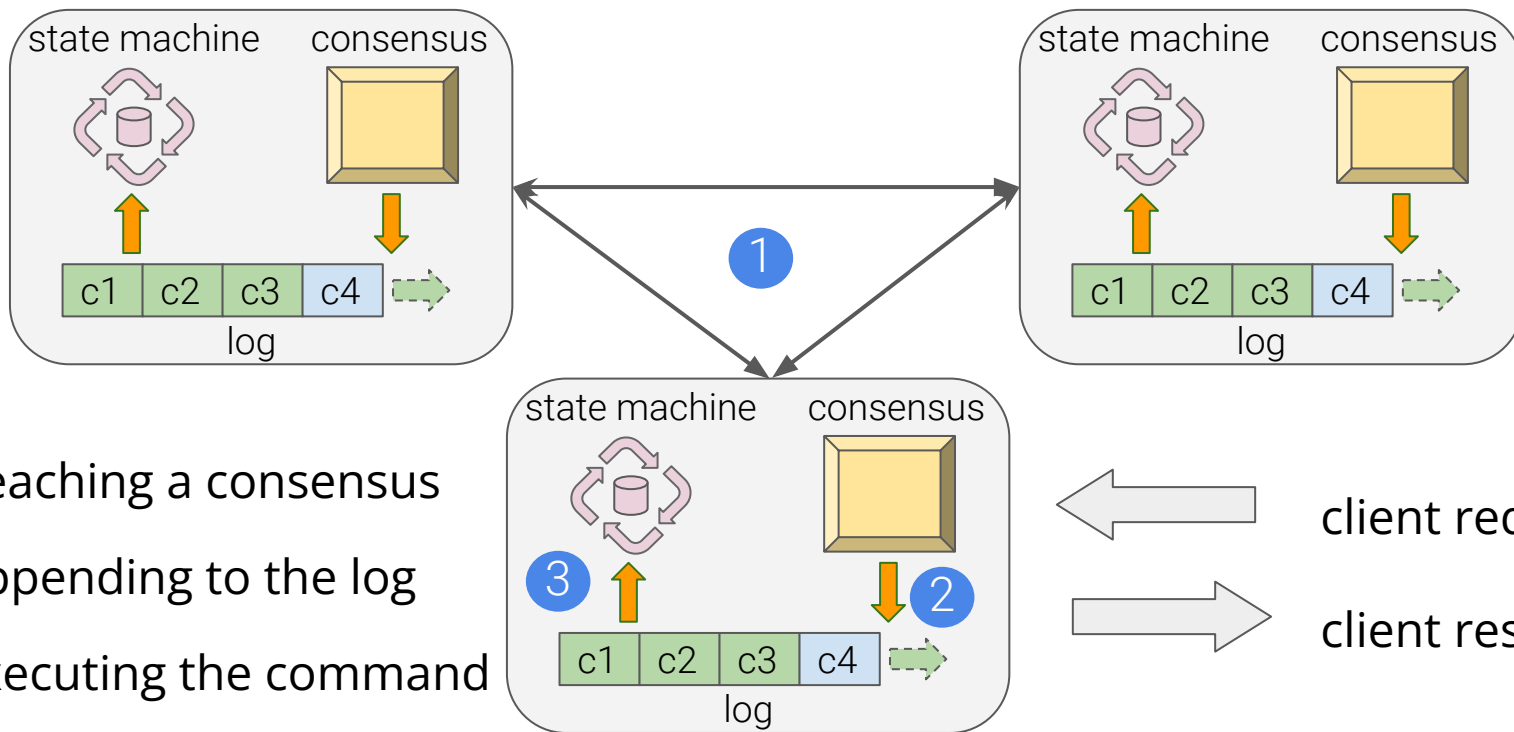 state machine consensus
state machine consensus
1
c1 c2 c3 c4
log
c1 c2 c3 c4
log
state machine consensus
eaching a consensus
client re
ppending to the log
3
2
client res
xecuting the command
c1 c2 c3 c4
log